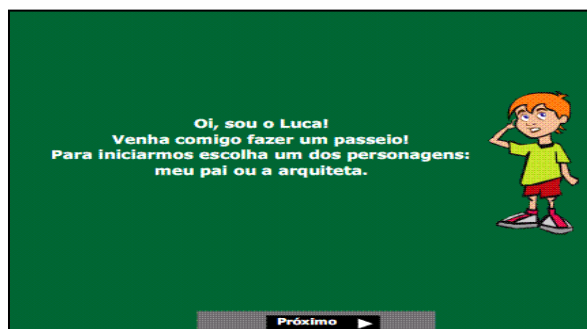 Oi, sou o Luca!
Venha comigo fazer um passeio!
Para iniciarmos escolha um dos personagens:
meu pai ou a arquiteta.
Próximo